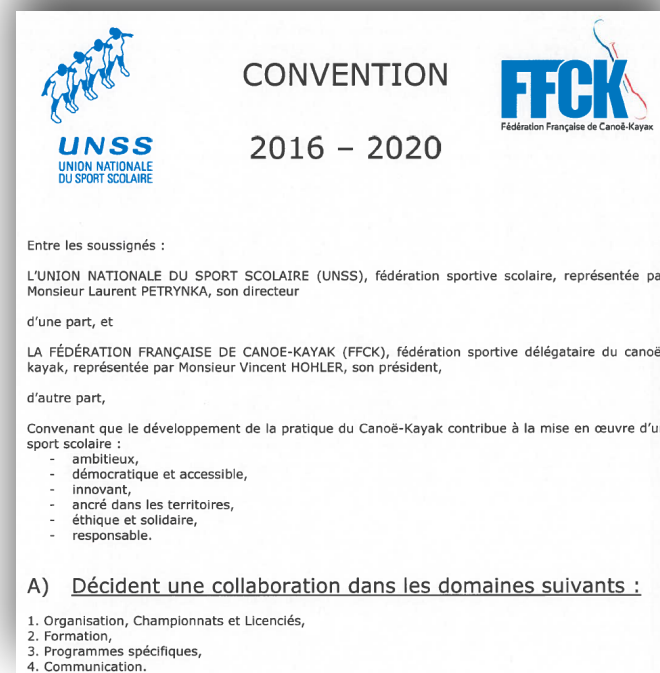 CONVENTION
2016 – 2020
UNSS
UNION NATIONALE
DU SPORT SCOLAIRE
FFCK
Fédération Française de Canoë-Kayak
Entre les soussignés :
L'UNION NATIONALE DU SPORT SCOLAIRE (UNSS), fédération sportive scolaire, représentée pa
Monsieur Laurent PETRYNKA, son directeur
d'une part, et
LA FÉDÉRATION FRANÇAISE DE CANOE-KAYAK (FFCK), fédération sportive délégataire du canoë
kayak, représentée par Monsieur Vincent HOHLER, son président,
d'autre part,
Convenant que le développement de la pratique du Canoë-Kayak contribue à la mise en œuvre d'u
sport scolaire :
- ambitieux,
- démocratique et accessible,
- innovant,
- ancré dans les territoires,
- éthique et solidaire,
- responsable.
A) Décident une collaboration dans les domaines suivants :
1. Organisation, Championnats et Licenciés,
2. Formation,
3. Programmes spécifiques,
4. Communication.